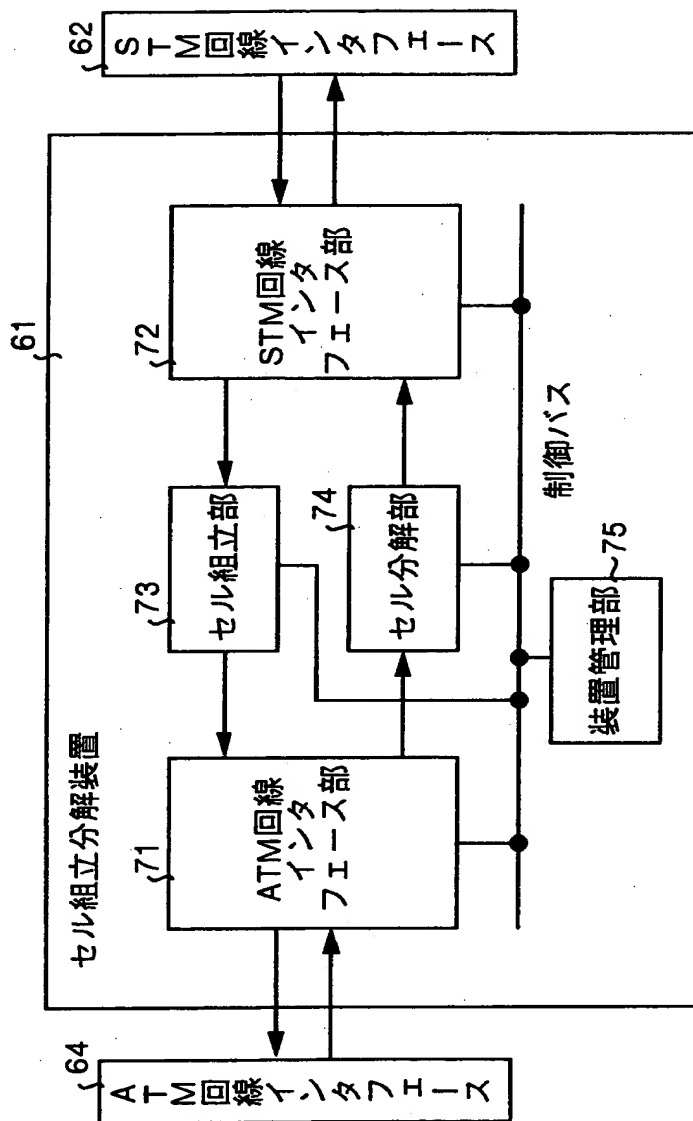 61
セル組立分解装置
64
ATM回線インタフェース
71
ATM回線
インタ
フェース部
73
セル組立部
74
セル分解部
72
STM回線
インタ
フェース部
62
STM回線インタフェース
制御バス
装置管理部
75